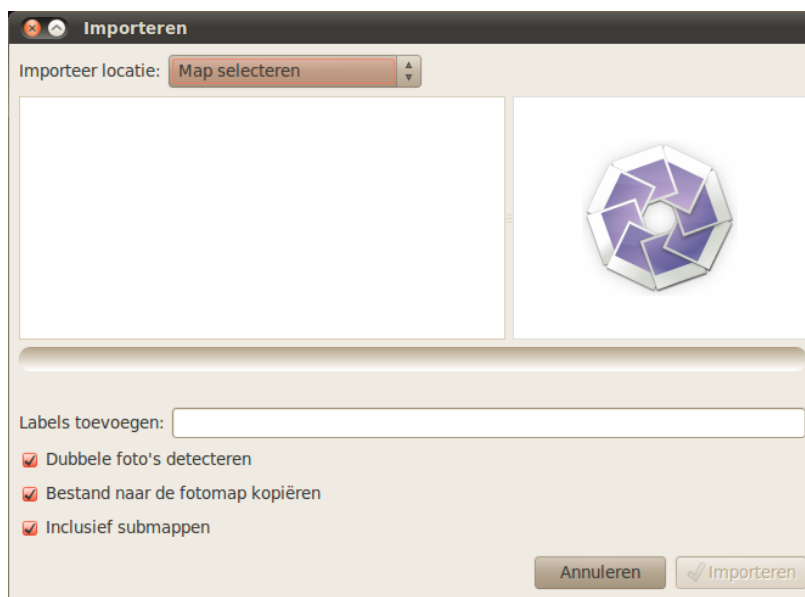 Importeren
Importeer locatie: Map selecteren
Labels toevoegen:
Dubbele foto's detecteren
Bestand naar de fotomap kopiëren
Inclusief submappen
Annuleren Importeren